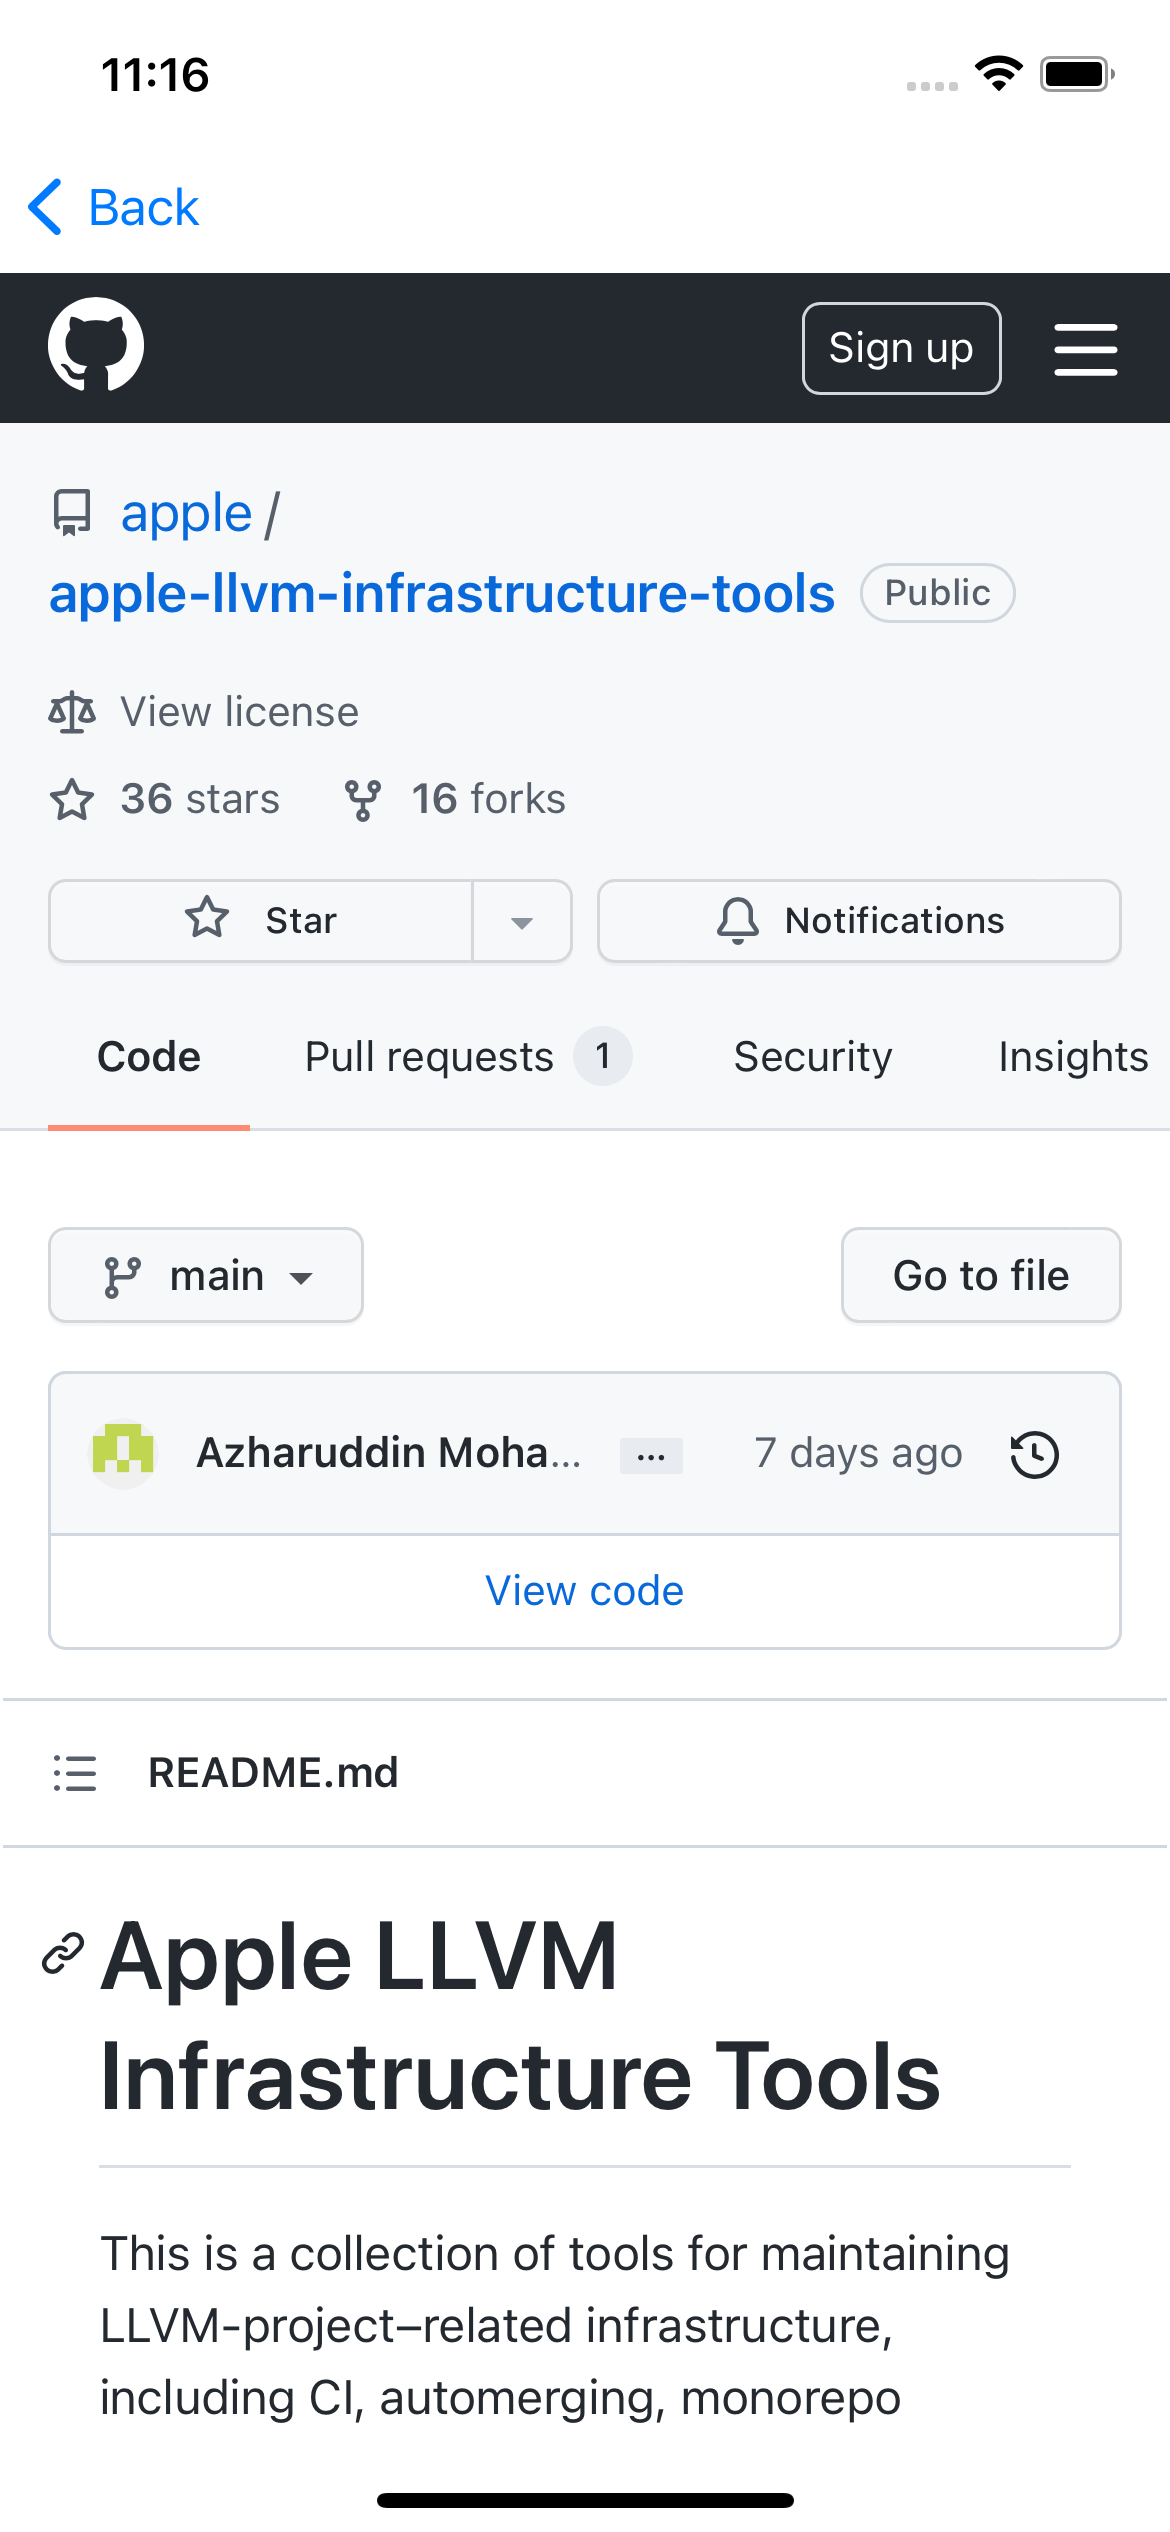 11:16
Back
Sign up
apple /
apple-llvm-infrastructure-tools Public
View license
36 stars 16 forks
Star Notifications
Code Pull requests 1 Security Insights
main Go to file
Azharuddin Moha... ... 7 days ago
View code
README.md
Apple LLVM
Infrastructure Tools
This is a collection of tools for maintaining
LLVM-project–related infrastructure,
including CI, automerging, monorepo